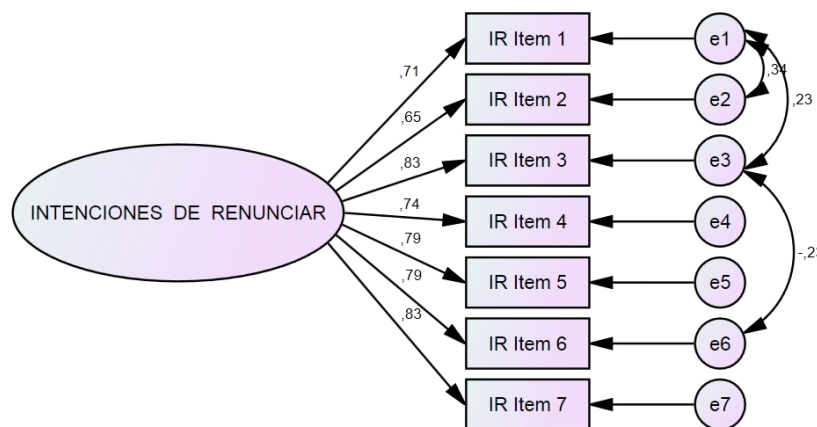 IR Item 1
e1
,71
,34
IR Item 2
e2
,65
,23
IR Item 3
e3
,83
INTENCIONES DE RENUNCIAR
,74
IR Item 4
e4
,79
IR Item 5
e5
-,23
,79
IR Item 6
e6
,83
IR Item 7
e7